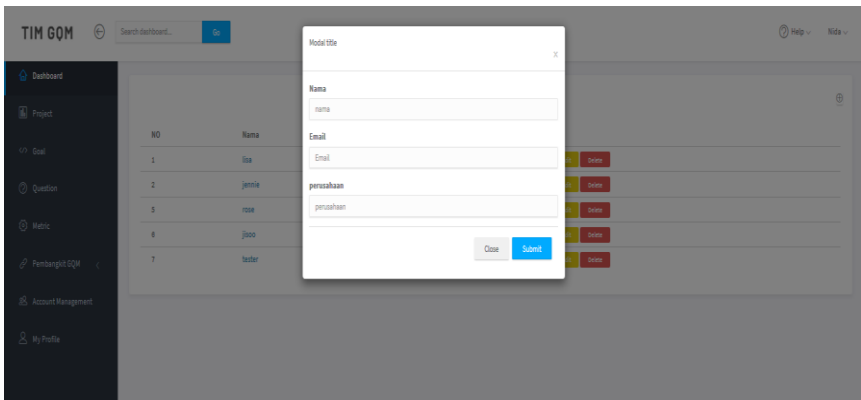 TIM GQM
Search dashboard...
Go
Help
Nida
Modal title
x
Nama
nama
Email
Email
perusahaan
perusahaan
Close
Submit
Dashboard
Project
Goal
Question
Metric
Pembangkit GQM
Account Management
My Profile
NO Nama
1 lisa Delete
2 jennie Delete
5 rose Delete
6 jisoo Delete
7 tester Delete